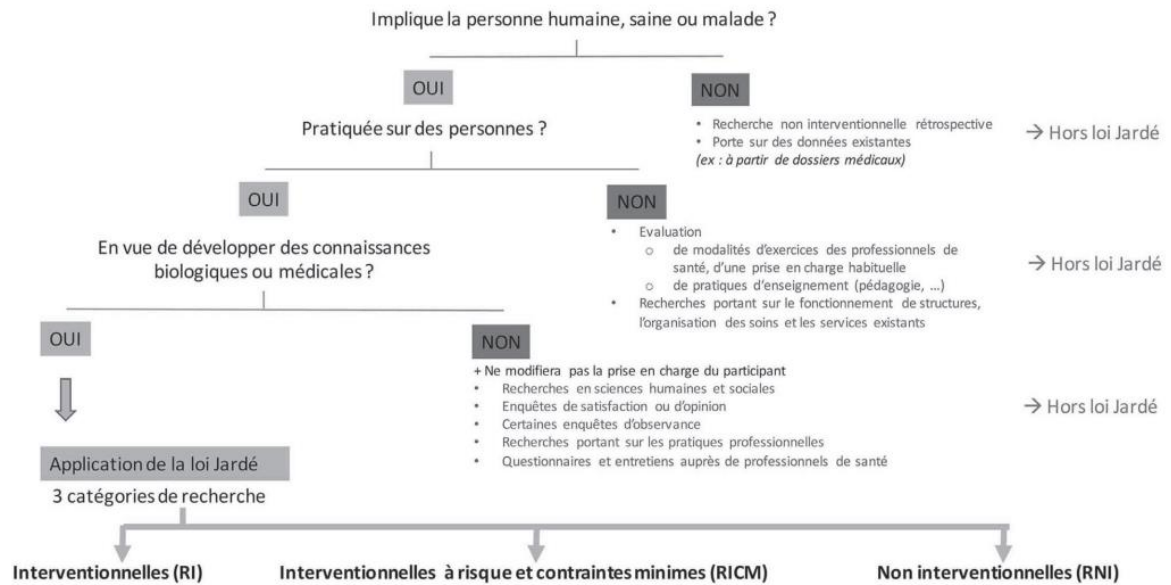 Implique la personne humaine, saine ou malade ?
OUI
NON
Pratiquée sur des personnes ?
• Recherche non interventionnelle rétrospective
• Porte sur des données existantes
(ex : à partir de dossiers médicaux)
→ Hors loi Jardé
OUI
NON
En vue de développer des connaissances
biologiques ou médicales ?
• Evaluation
o de modalités d'exercices des professionnels de
santé, d'une prise en charge habituelle
o de pratiques d'enseignement (pédagogie, ...)
• Recherches portant sur le fonctionnement de structures,
l'organisation des soins et les services existants
→ Hors loi Jardé
OUI
NON
+ Ne modifiera pas la prise en charge du participant
• Recherches en sciences humaines et sociales
• Enquêtes de satisfaction ou d'opinion
• Certaines enquêtes d'observance
• Recherches portant sur les pratiques professionnelles
• Questionnaires et entretiens auprès de professionnels de santé
→ Hors loi Jardé
Application de la loi Jardé
3 catégories de recherche
Interventionnelles (RI)
Interventionnelles à risque et contraintes minimes (RICM)
Non interventionnelles (RNI)